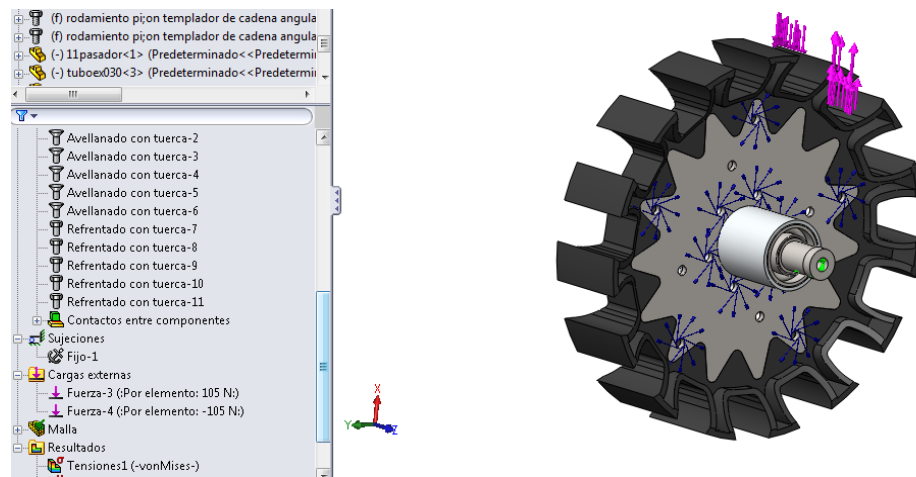 (f) rodamiento pi;on templador de cadena angula
(f) rodamiento pi;on templador de cadena angula
(-) 11pasador<1> (Predeterminado<<Predetermi
(-) tuboex030<3> (Predeterminado<<Predetermi
Avellanado con tuerca-2
Avellanado con tuerca-3
Avellanado con tuerca-4
Avellanado con tuerca-5
Avellanado con tuerca-6
Refrentado con tuerca-7
Refrentado con tuerca-8
Refrentado con tuerca-9
Refrentado con tuerca-10
Refrentado con tuerca-11
Contactos entre componentes
Sujeciones
Fijo-1
Cargas externas
Fuerza-3 (:Por elemento: 105 N:)
Fuerza-4 (:Por elemento: -105 N:)
Malla
Resultados
Tensiones1 (-vonMises-)
X
Y
Z